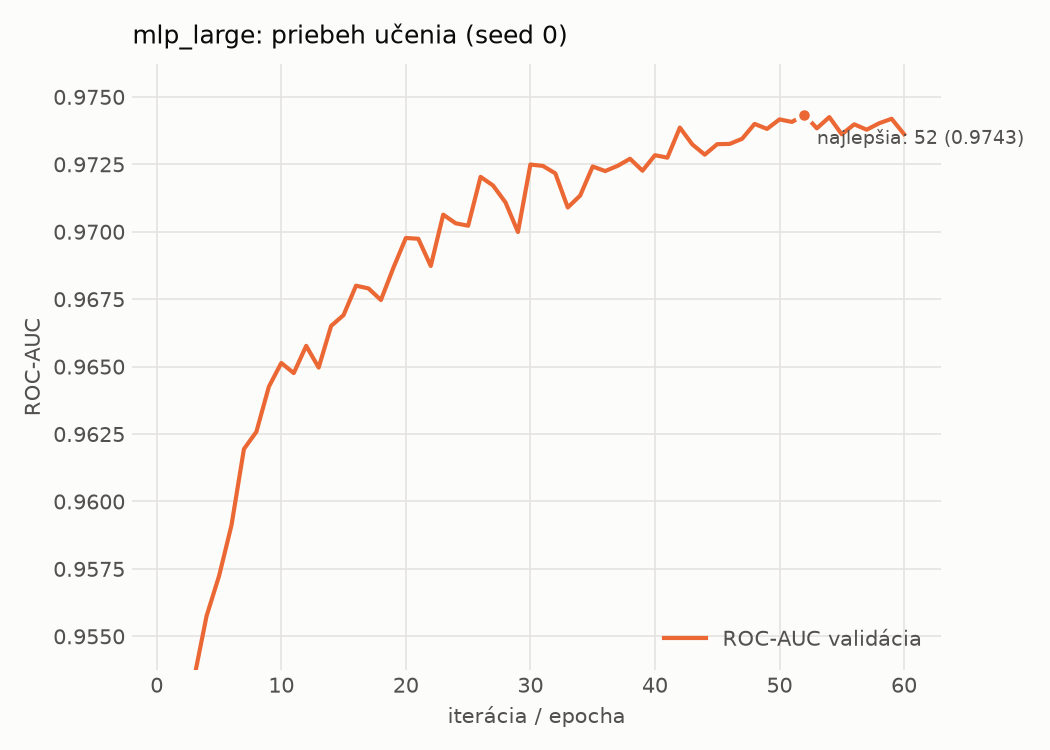 mlp_large: priebeh učenia (seed 0)
0.9750
0.9725
0.9700
0.9675
0.9650
0.9625
0.9600
0.9575
0.9550
ROC-AUC
najlepšia: 52 (0.9743)
ROC-AUC validácia
0 10 20 30 40 50 60
iterácia / epocha